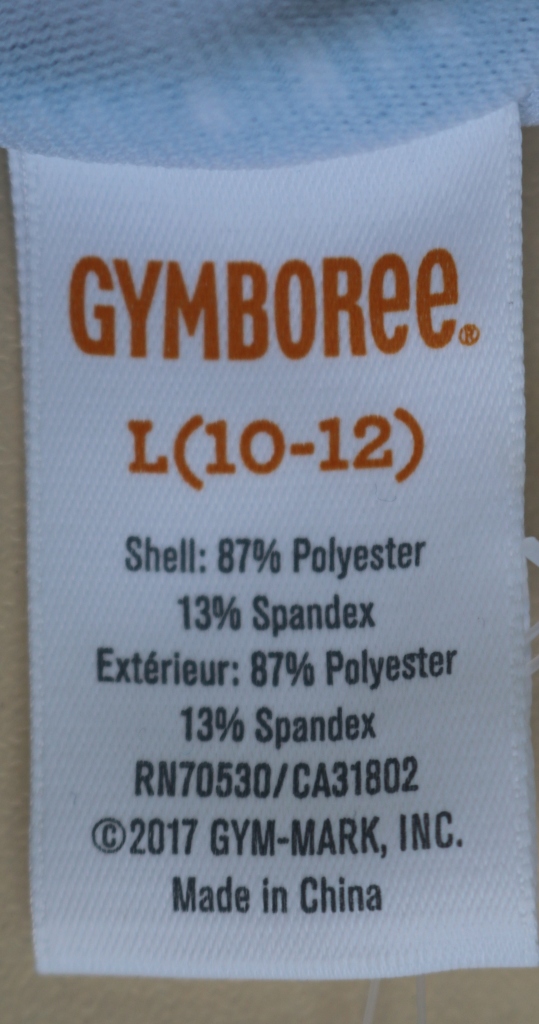 GYMBOREE®
L(10-12)
Shell: 87% Polyester
13% Spandex
Extérieur: 87% Polyester
13% Spandex
RN70530/CA31802
©2017 GYM-MARK, INC.
Made in China